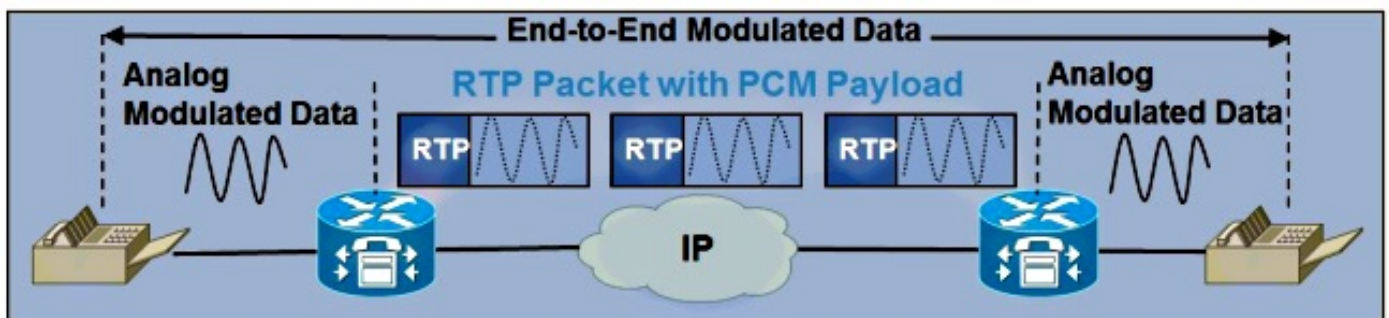 End-to-End Modulated Data
Analog
Modulated Data
RTP Packet with PCM Payload
Analog
Modulated Data
RTP
RTP
RTP
IP